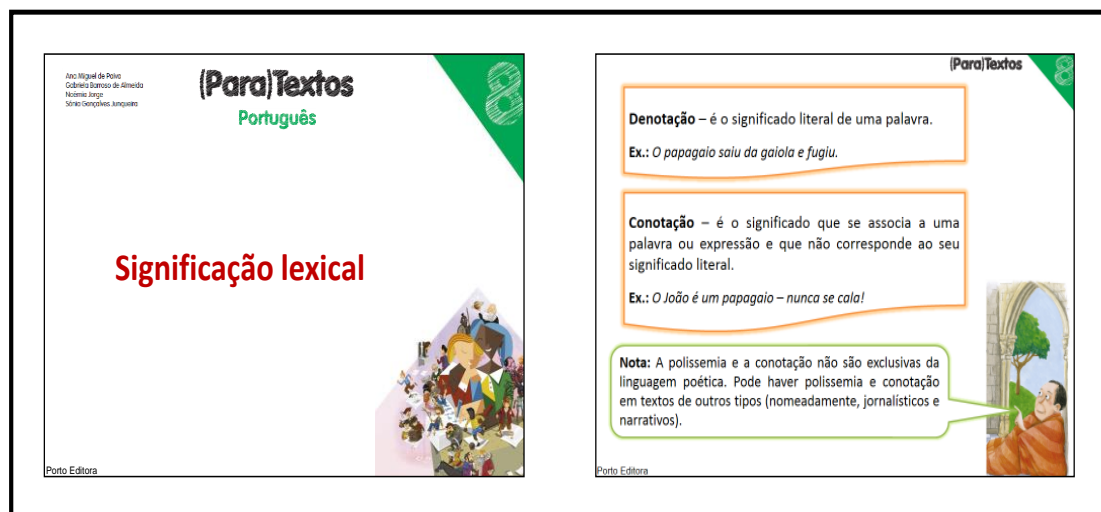 Ana Miguel de Paiva
Gabriela Barroso de Almeida
Noémia Jorge
Sónia Gonçalves Junqueira
(Para)Textos
Português
8
Significação lexical
Porto Editora
(Para)Textos
8
Denotação – é o significado literal de uma palavra.
Ex.: O papagaio saiu da gaiola e fugiu.
Conotação – é o significado que se associa a uma
palavra ou expressão e que não corresponde ao seu
significado literal.
Ex.: O João é um papagaio – nunca se cala!
Nota: A polissemia e a conotação não são exclusivas da
linguagem poética. Pode haver polissemia e conotação
em textos de outros tipos (nomeadamente, jornalísticos e
narrativos).
Porto Editora